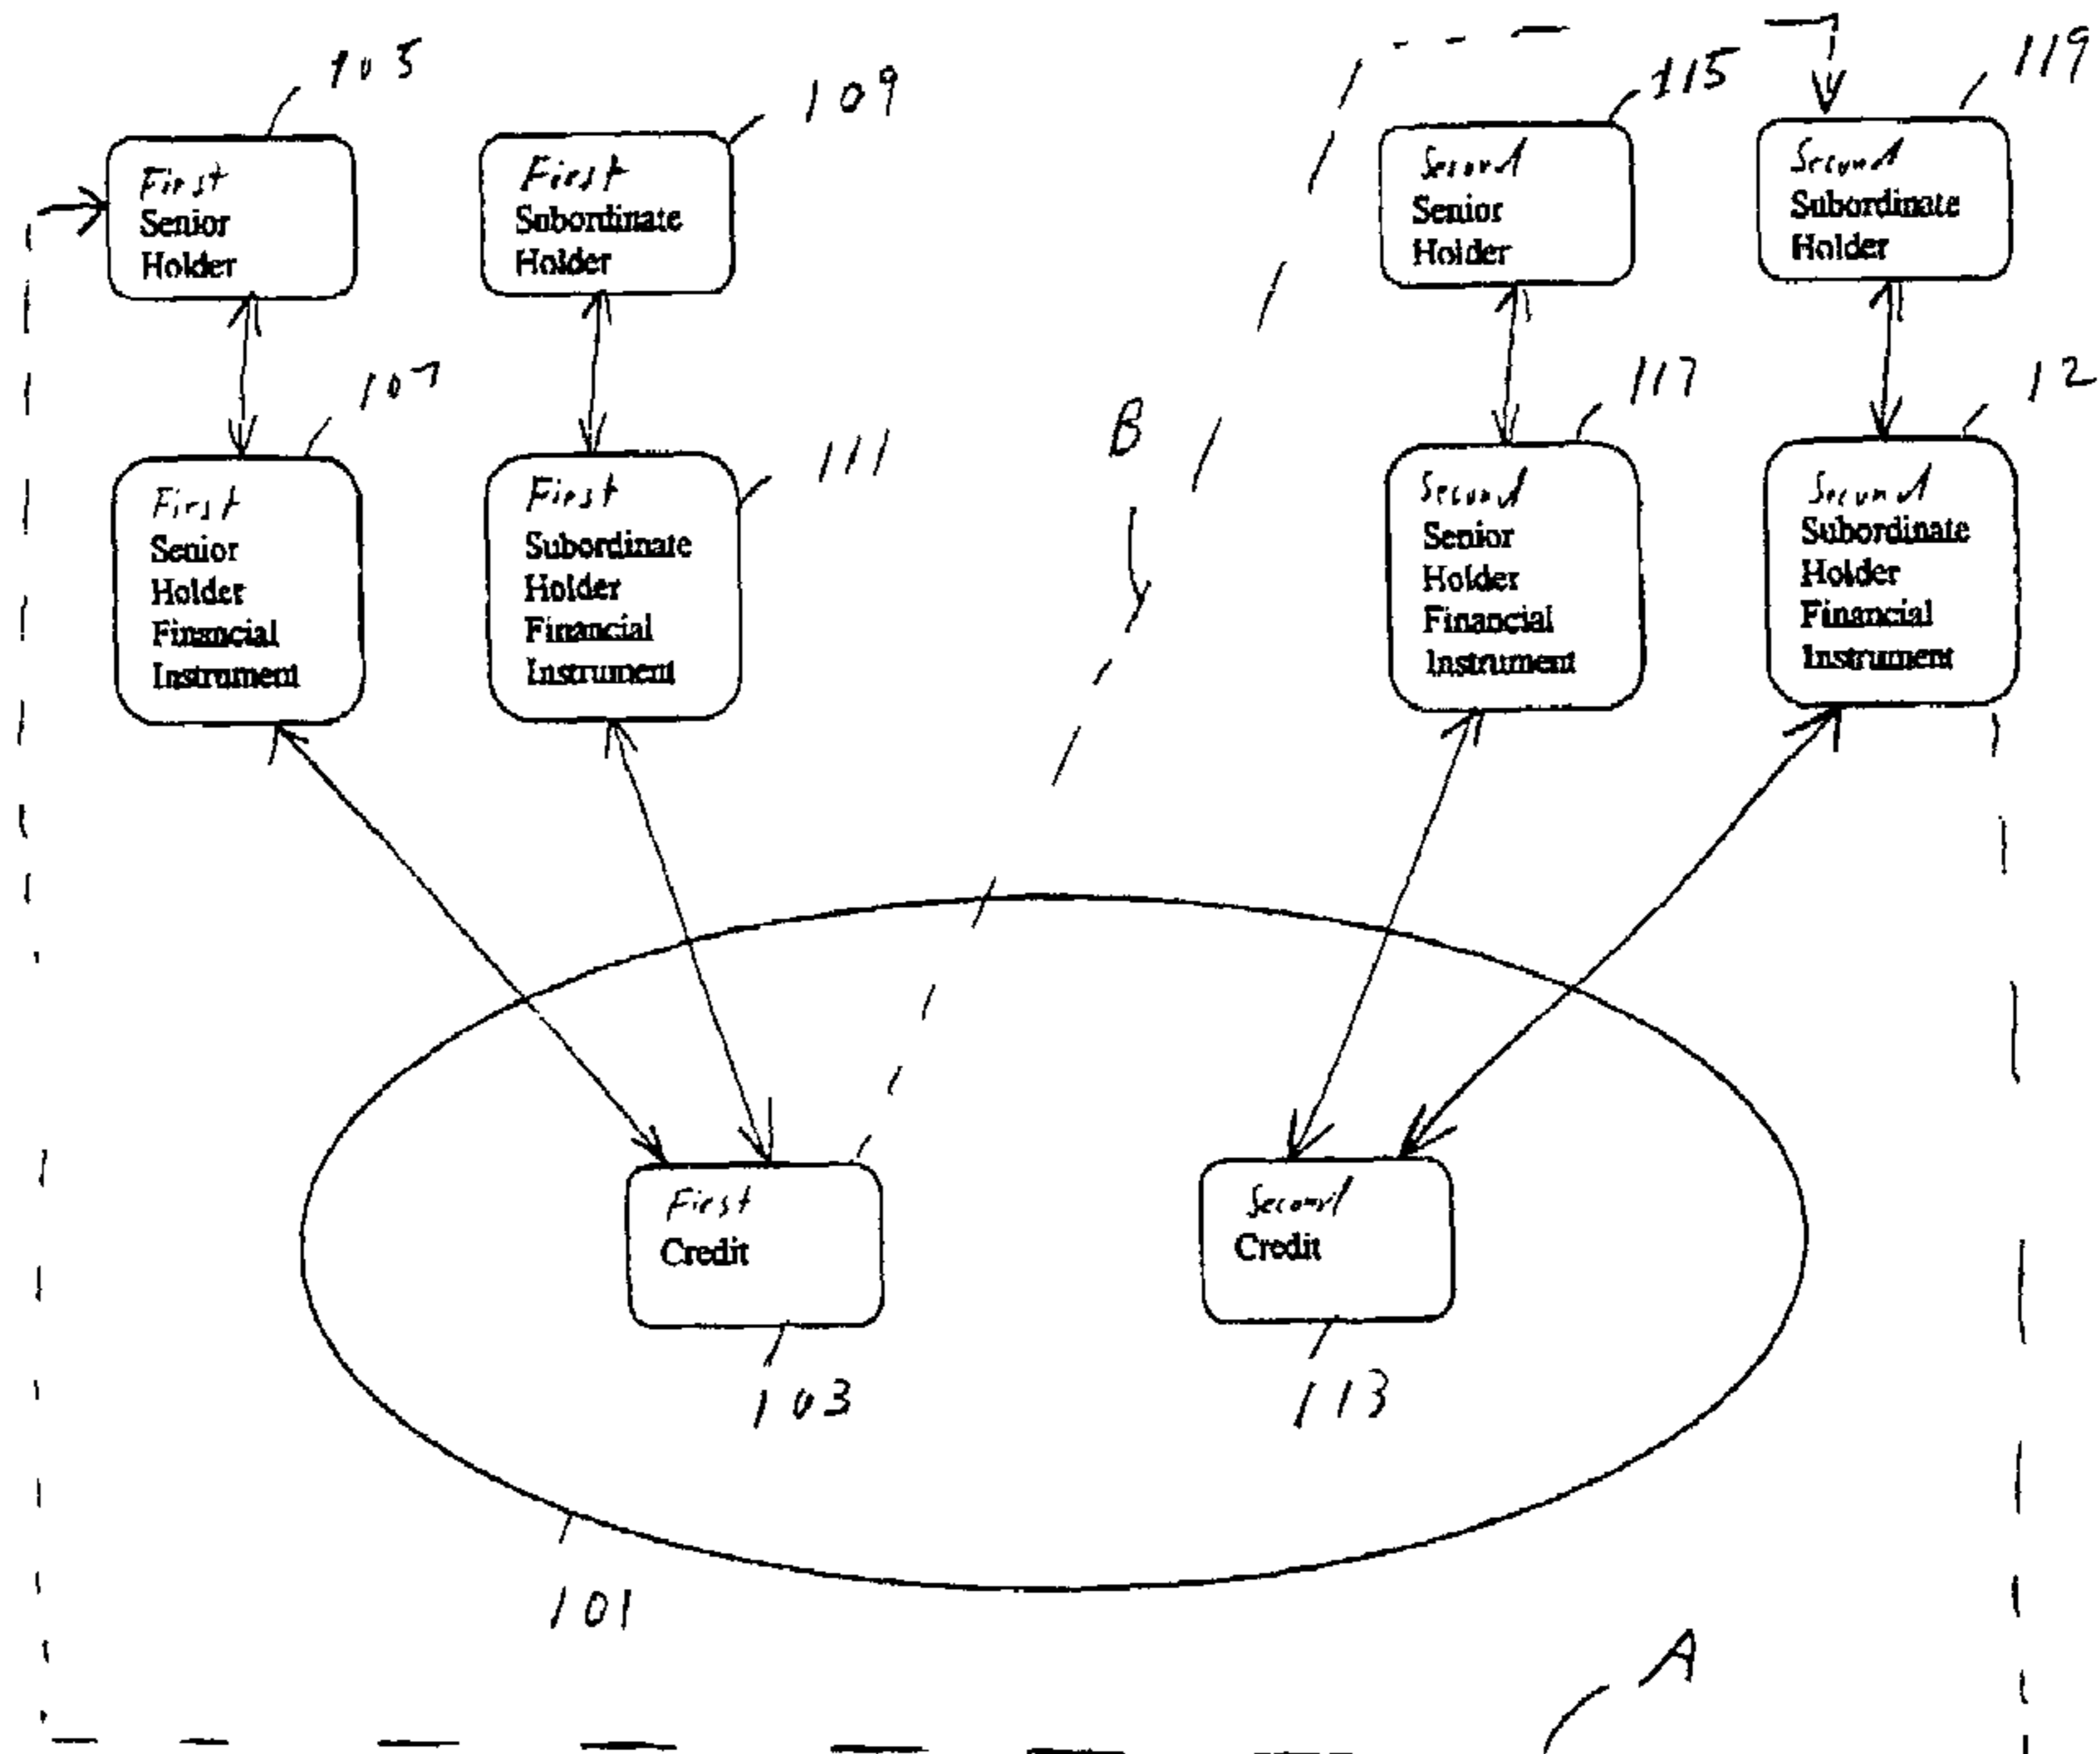 105
109
115
119
First
Senior
Holder
First
Subordinate
Holder
Second
Senior
Holder
Second
Subordinate
Holder
107
111
B
117
12
First
Senior
Holder
Financial
Instrument
First
Subordinate
Holder
Financial
Instrument
Second
Senior
Holder
Financial
Instrument
Second
Subordinate
Holder
Financial
Instrument
First
Credit
Second
Credit
103
113
101
A